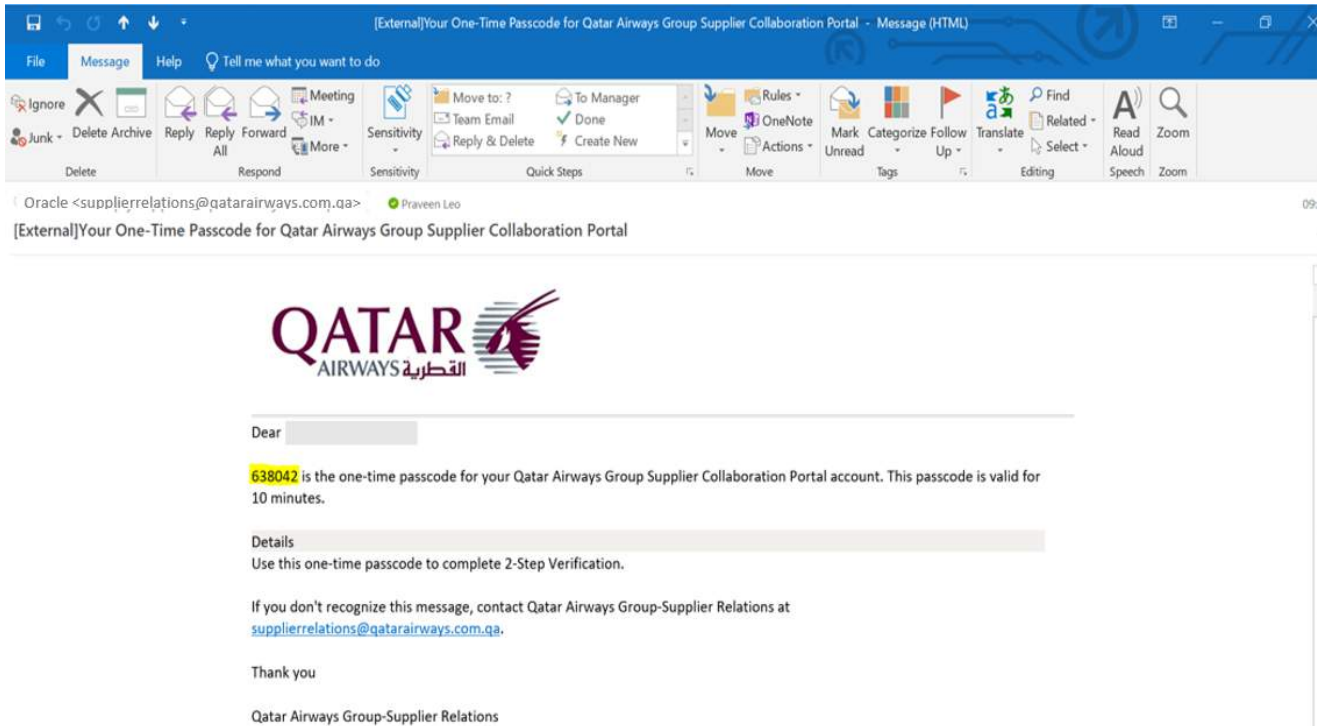 [External]Your One-Time Passcode for Qatar Airways Group Supplier Collaboration Portal - Message (HTML)
File Message Help Tell me what you want to do
Ignore
Junk
Delete Archive
Delete
Reply Reply All Forward
Meeting
IM
More
Respond
Sensitivity
Sensitivity
Move to: ? To Manager
Team Email Done
Reply & Delete Create New
Quick Steps
Move
Rules
OneNote
Actions
Move
Mark Unread Categorize Follow Up
Tags
Translate
Find
Related
Select
Editing
Read Aloud
Speech
Zoom
Zoom
Oracle <supplierrelations@qatarairways.com.qa> Praveen Leo 09:
[External]Your One-Time Passcode for Qatar Airways Group Supplier Collaboration Portal
QATAR
AIRWAYS القطرية
Dear
638042 is the one-time passcode for your Qatar Airways Group Supplier Collaboration Portal account. This passcode is valid for
10 minutes.
Details
Use this one-time passcode to complete 2-Step Verification.
If you don't recognize this message, contact Qatar Airways Group-Supplier Relations at
supplierrelations@qatarairways.com.qa.
Thank you
Qatar Airways Group-Supplier Relations